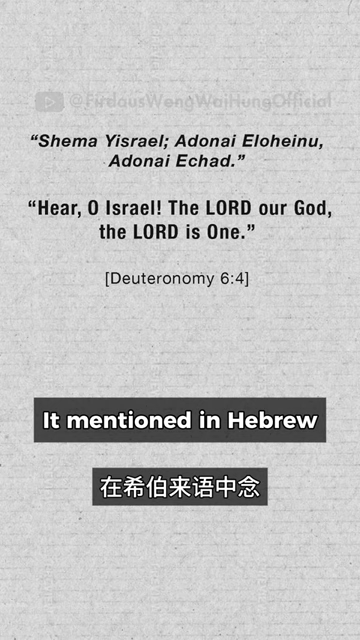 @FirdausWongWaiHungOfficial
“Shema Yisrael; Adonai Eloheinu,
Adonai Echad.”
“Hear, O Israel! The LORD our God,
the LORD is One.”
[Deuteronomy 6:4]
It mentioned in Hebrew
在希伯来语中念